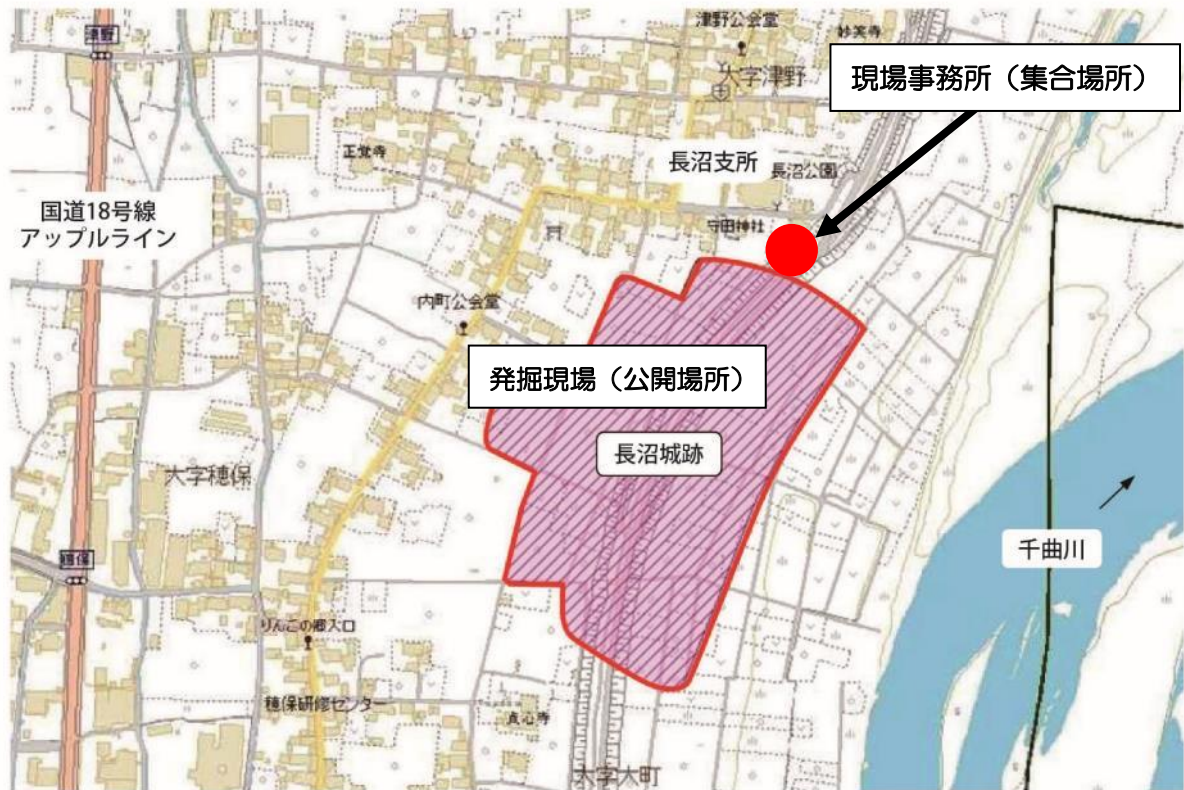 津野
津野公会堂
妙笑寺
大字津野
現場事務所（集合場所）
正覚寺
長沼支所
長沼公園
国道18号線
アップルライン
守田神社
内町公会堂
発掘現場（公開場所）
長沼城跡
大字穂保
千曲川
穂保
りんごの郷入口
穂保研修センター
貞心寺
大字大町